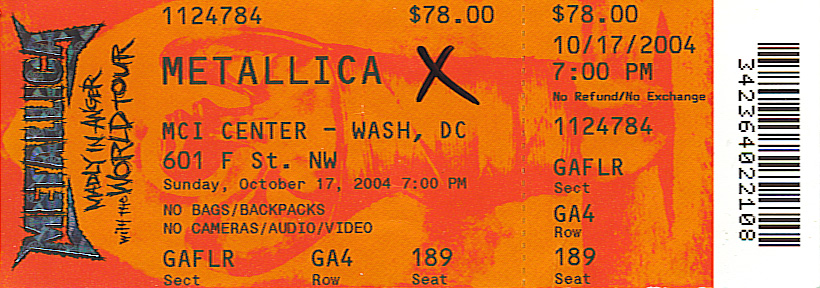 METALLICA
MADLY IN ANGER
with the WORLD TOUR
1124784 $78.00
METALLICA X
MCI CENTER - WASH, DC
601 F St. NW
Sunday, October 17, 2004 7:00 PM
NO BAGS/BACKPACKS
NO CAMERAS/AUDIO/VIDEO
GAFLR GA4 189
Sect Row Seat
$78.00
10/17/2004
7:00 PM
No Refund/No Exchange
1124784
GAFLR
Sect
GA4
Row
189
Seat
342364022108